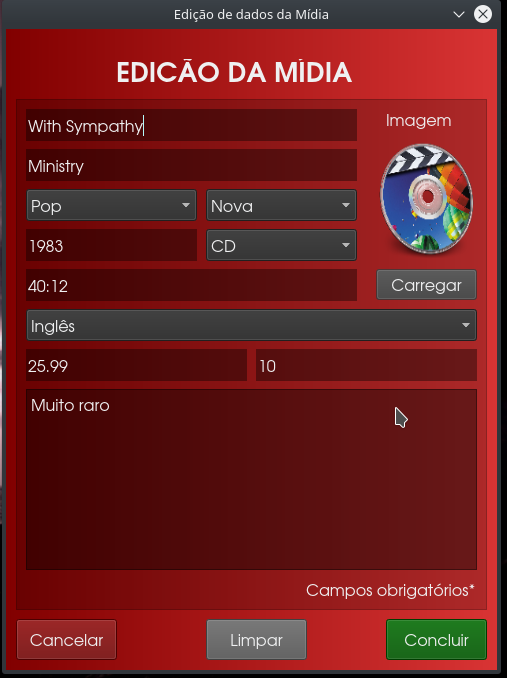 Edição de dados da Mídia
EDICÃO DA MÍDIA
With Sympathy
Imagem
Ministry
Pop
Nova
1983
CD
40:12
Carregar
Inglês
25.99
10
Muito raro
Campos obrigatórios*
Cancelar
Limpar
Concluir